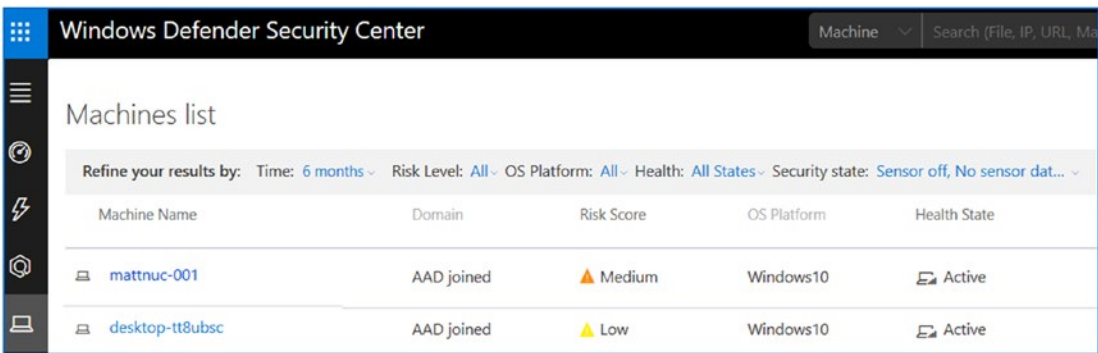 Windows Defender Security Center Machine Search (File, IP, URL, Ma
Machines list
Refine your results by: Time: 6 months Risk Level: All OS Platform: All Health: All States Security state: Sensor off, No sensor dat...
Machine Name Domain Risk Score OS Platform Health State
mattnuc-001 AAD joined Medium Windows10 Active
desktop-tt8ubsc AAD joined Low Windows10 Active